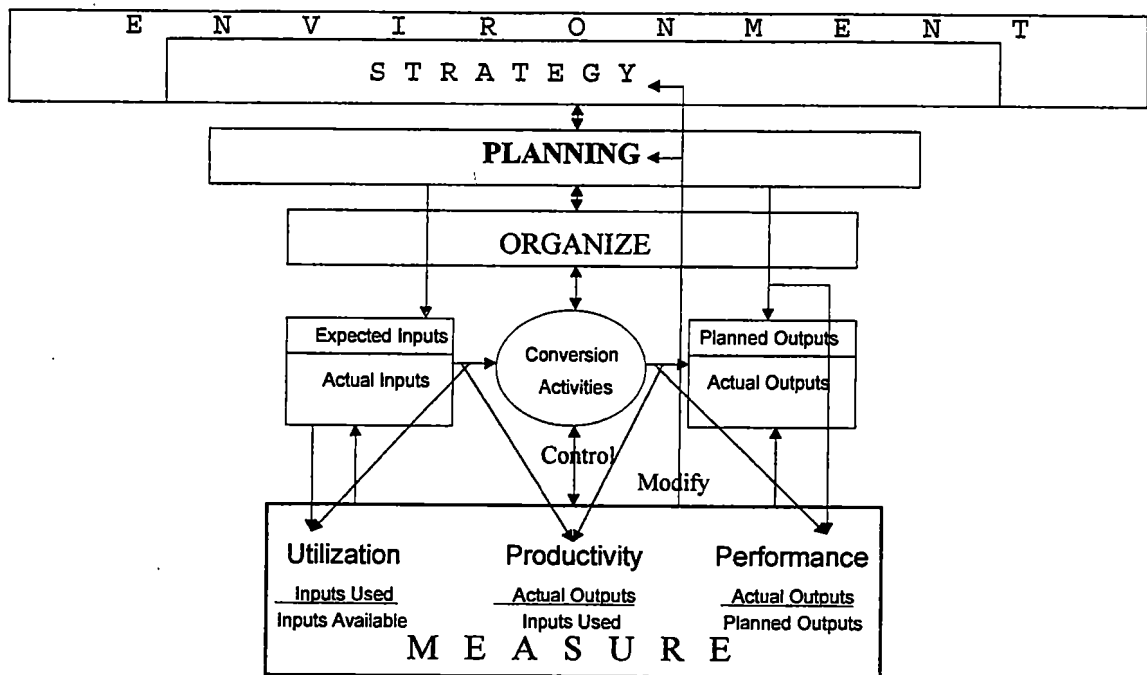 E N V I R O N M E N T
S T R A T E G Y
PLANNING
ORGANIZE
Expected Inputs
Actual Inputs
Conversion
Activities
Planned Outputs
Actual Outputs
Control
Modify
Utilization
Inputs Used
Inputs Available
Productivity
Actual Outputs
Inputs Used
Performance
Actual Outputs
Planned Outputs
M E A S U R E